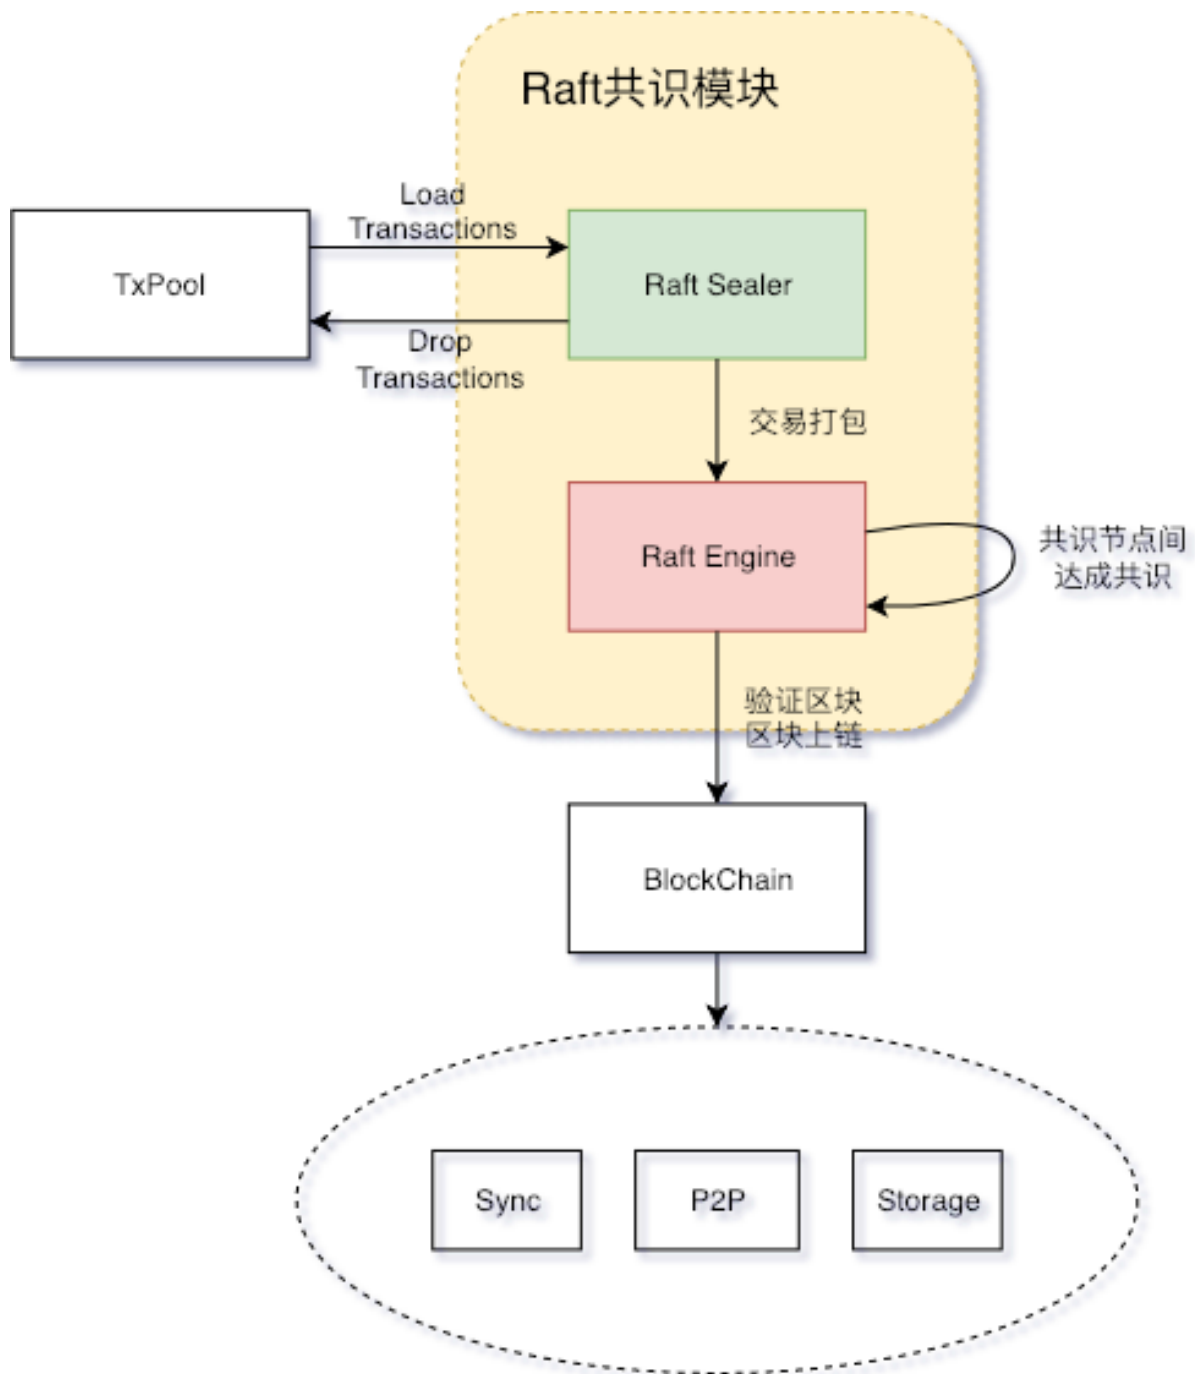 Raft共识模块
Load
Transactions
TxPool
Raft Sealer
Drop
Transactions
交易打包
Raft Engine
共识节点间
达成共识
验证区块
区块上链
BlockChain
Sync
P2P
Storage